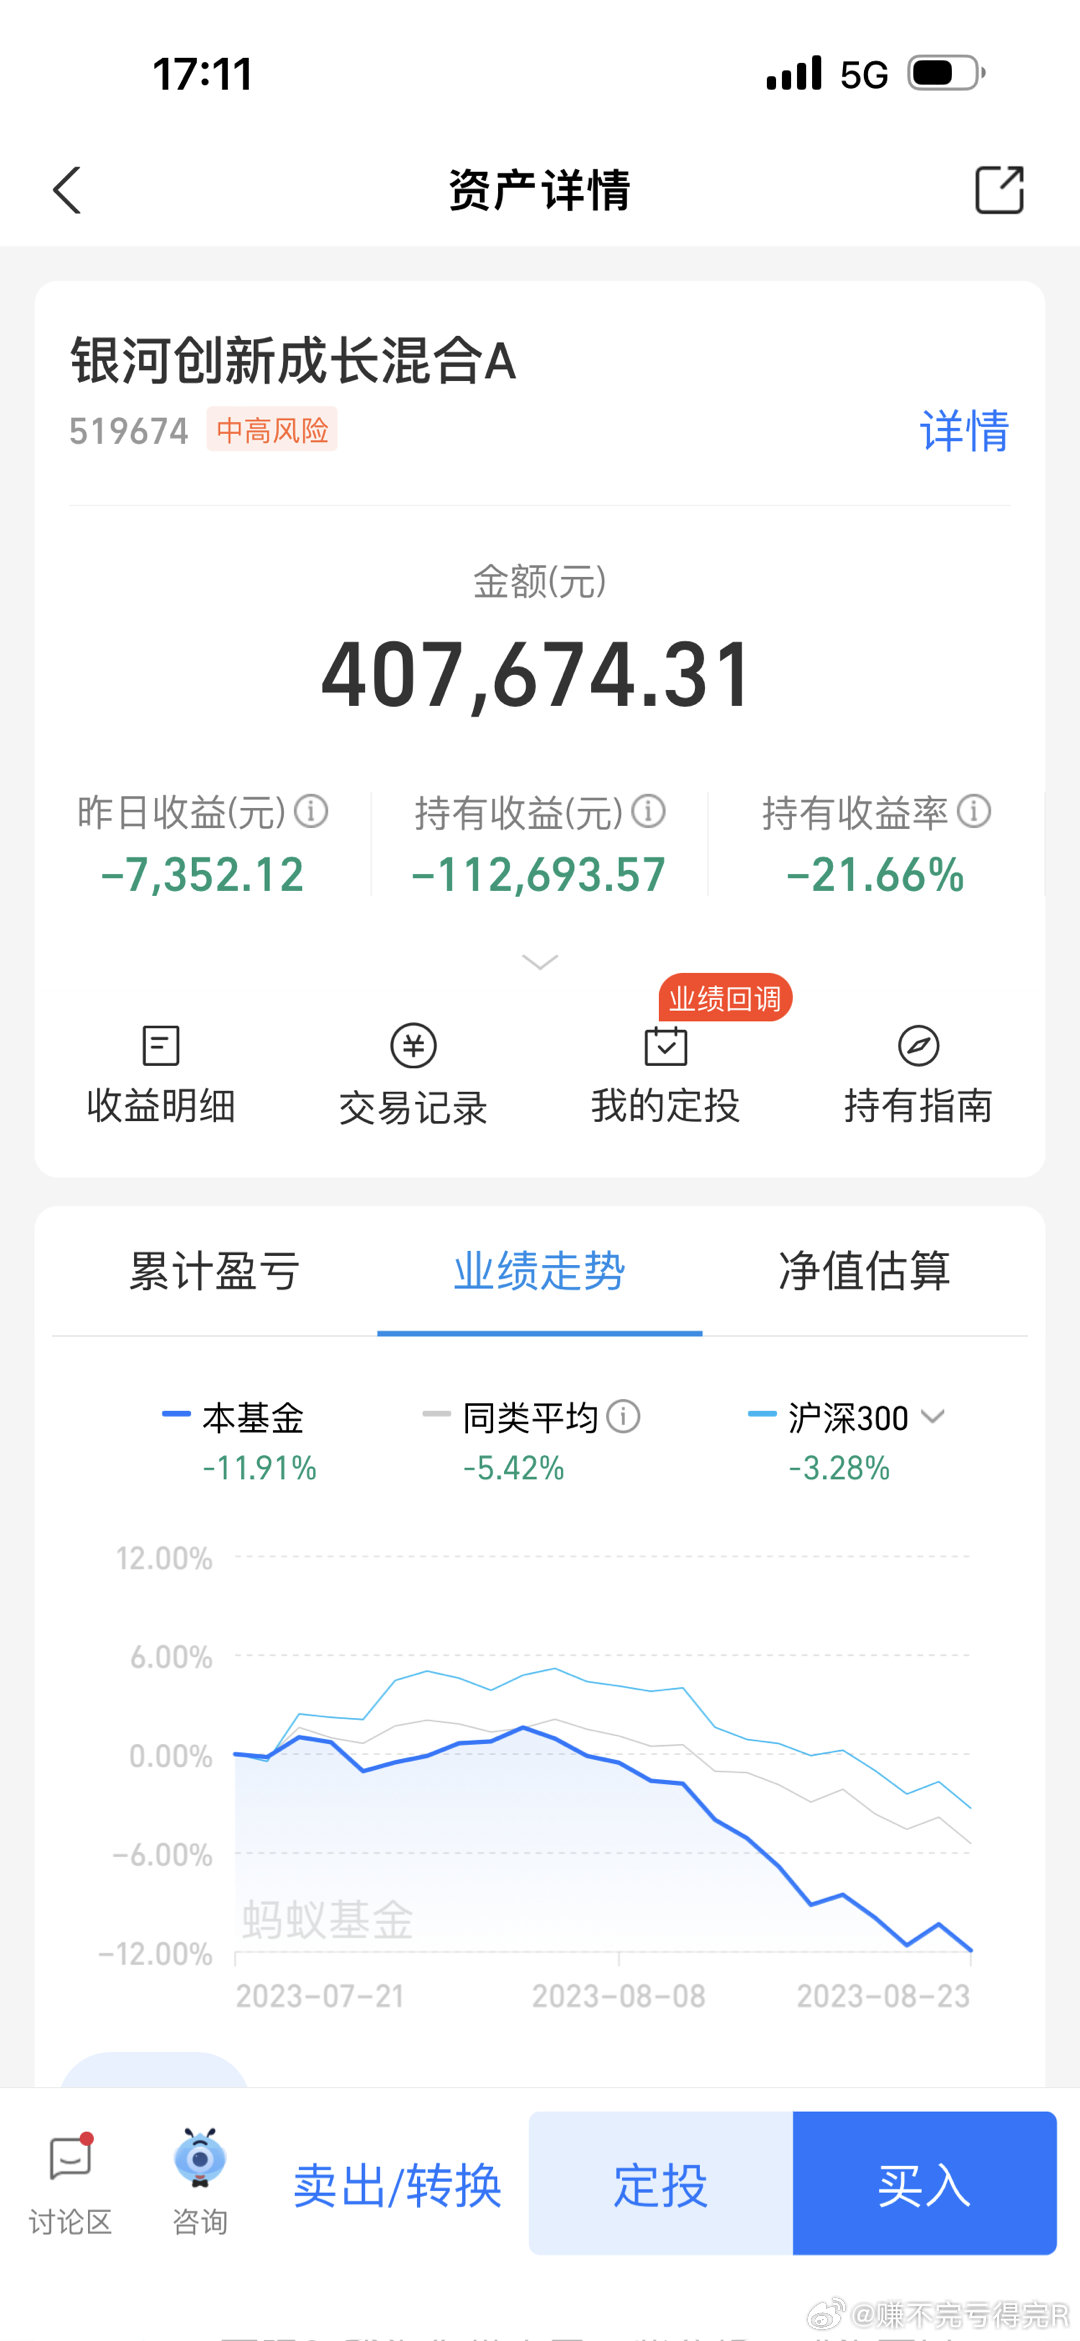 17:11
5G
资产详情
银河创新成长混合A
519674 中高风险
详情
金额(元)
407,674.31
昨日收益(元) 持有收益(元) 持有收益率
-7,352.12 -112,693.57 -21.66%
业绩回调
收益明细 交易记录 我的定投 持有指南
累计盈亏 业绩走势 净值估算
本基金 同类平均 沪深300
-11.91% -5.42% -3.28%
12.00%
6.00%
0.00%
-6.00%
蚂蚁基金
-12.00%
2023-07-21 2023-08-08 2023-08-23
讨论区 咨询 卖出/转换 定投 买入
@赚不完亏得完R